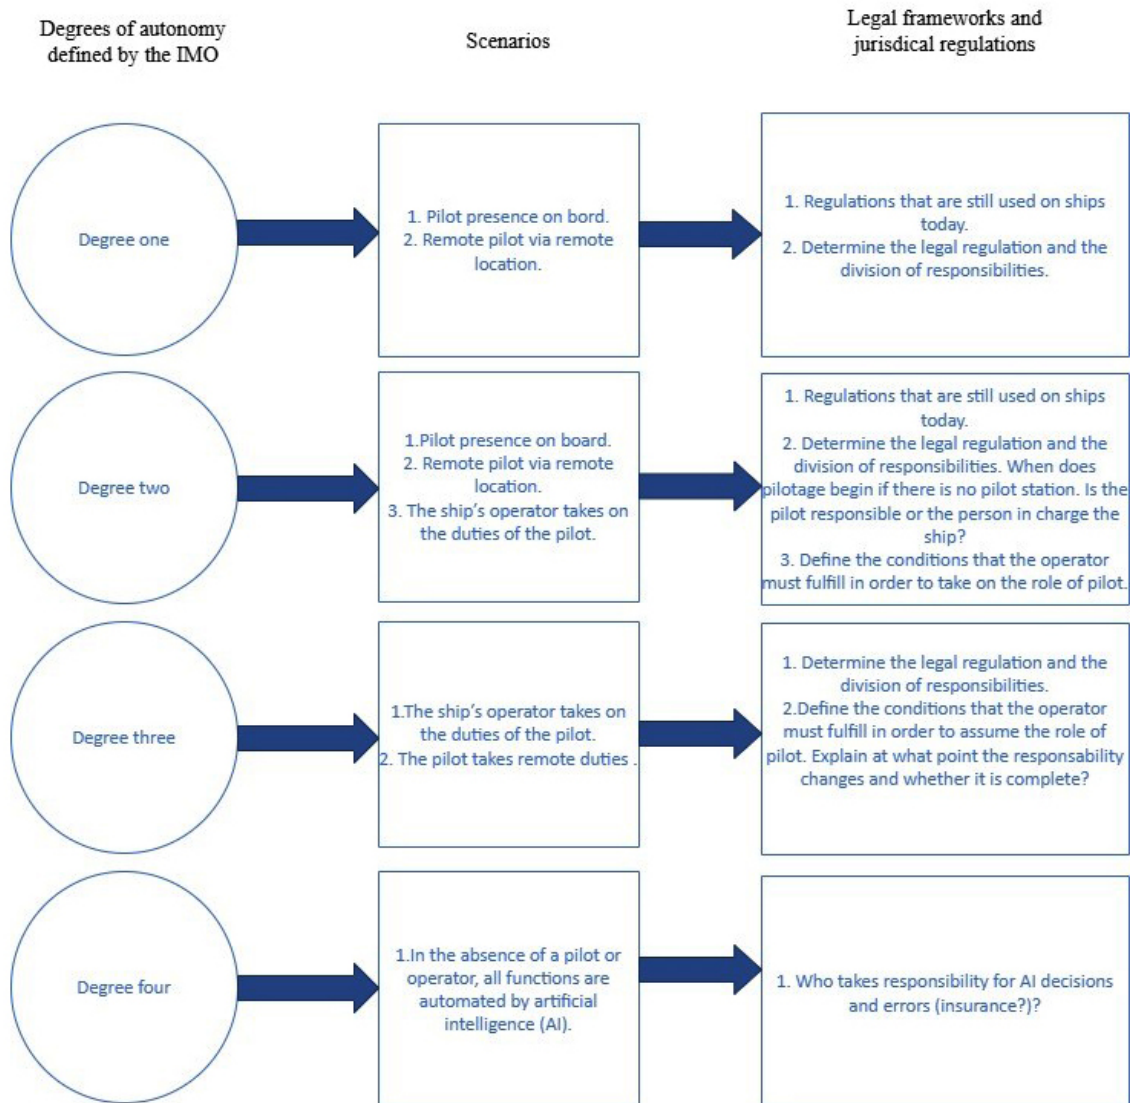 Degrees of autonomy
defined by the IMO
Scenarios
Legal frameworks and
jurisdical regulations
Degree one
1. Pilot presence on bord.
2. Remote pilot via remote
location.
1. Regulations that are still used on ships
today.
2. Determine the legal regulation and the
division of responsibilities.
Degree two
1.Pilot presence on board.
2. Remote pilot via remote
location.
3. The ship's operator takes on
the duties of the pilot.
1. Regulations that are still used on ships
today.
2. Determine the legal regulation and the
division of responsibilities. When does
pilotage begin if there is no pilot station. Is the
pilot responsible or the person in charge the
ship?
3. Define the conditions that the operator
must fulfill in order to take on the role of pilot.
Degree three
1.The ship's operator takes on
the duties of the pilot.
2. The pilot takes remote duties .
1. Determine the legal regulation and the
division of responsibilities.
2.Define the conditions that the operator
must fulfill in order to assume the role of
pilot. Explain at what point the responsability
changes and whether it is complete?
Degree four
1.In the absence of a pilot or
operator, all functions are
automated by artificial
intelligence (AI).
1. Who takes responsibility for AI decisions
and errors (insurance?)?